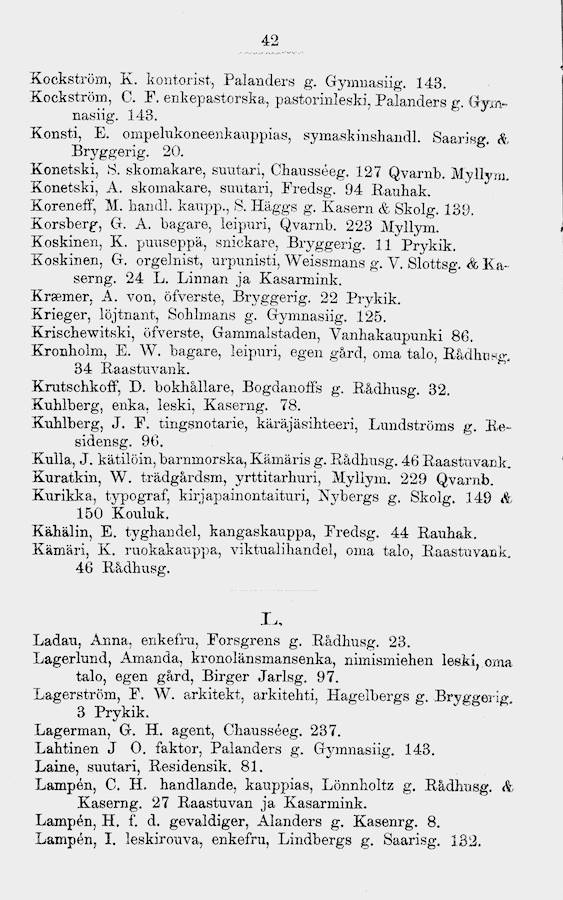 42
Kockström, K. kontorist, Palanders g. Gymnasiig. 143.
Kockström, C. F. enkepastorska, pastorinleski, Palanders g. Gym-
nasiig. 143.
Konsti, E. ompelukoneenkauppias, symaskinshandl. Saarisg. &
Bryggerig. 20.
Konetski, S. skomakare, suutari, Chausséeg. 127 Qvarnb. Myllym.
Konetski, A. skomakare, suutari, Fredsg. 94 Rauhak.
Koreneff, M. handl. kaupp., S. Häggs g. Kasern & Skolg. 139.
Korsberg, G. A. bagare, leipuri, Qvarnb. 223 Myllym.
Koskinen, K. puuseppä, snickare, Bryggerig. 11 Prykik.
Koskinen, G. orgelnist, urpunisti, Weissmans g. V. Slottsg. & Ka-
serng. 24 L. Linnan ja Kasarmink.
Kræmer, A. von, öfverste, Bryggerig. 22 Prykik.
Krieger, löjtnant, Sohlmans g. Gymnasiig. 125.
Krischewitski, öfverste, Gammalstaden, Vanhakaupunki 86.
Kronholm, E. W. bagare, leipuri, egen gård, oma talo, Rådhusg.
34 Raastuvank.
Krutschkoff, D. bokhållare, Bogdanoffs g. Rådhusg. 32.
Kuhlberg, enka, leski, Kaserng. 78.
Kuhlberg, J. F. tingsnotarie, käräjäsihteeri, Lundströms g. Re-
sidensg. 96.
Kulla, J. kätilöin, barnmorska, Kämäris g. Rådhusg. 46 Raastuvank.
Kuratkin, W. trädgårdsm, yrttitarhuri, Myllym. 229 Qvarnb.
Kurikka, typograf, kirjapainontaituri, Nybergs g. Skolg. 149 &
150 Kouluk.
Kähälin, E. tyghandel, kangaskauppa, Fredsg. 44 Rauhak.
Kämäri, K. ruokakauppa, viktualihandel, oma talo, Raastuvank.
46 Rådhusg.
L.
Ladau, Anna, enkefru, Forsgrens g. Rådhusg. 23.
Lagerlund, Amanda, kronolänsmansenka, nimismiehen leski, oma
talo, egen gård, Birger Jarlsg. 97.
Lagerström, F. W. arkitekt, arkitehti, Hagelbergs g. Bryggerig.
3 Prykik.
Lagerman, G. H. agent, Chausséeg. 237.
Lahtinen J O. faktor, Palanders g. Gymnasiig. 143.
Laine, suutari, Residensik. 81.
Lampén, C. H. handlande, kauppias, Lönnholtz g. Rådhusg. &
Kaserng. 27 Raastuvan ja Kasarmink.
Lampén, H. f. d. gevaldiger, Alanders g. Kasenrg. 8.
Lampén, I. leskirouva, enkefru, Lindbergs g. Saarisg. 132.